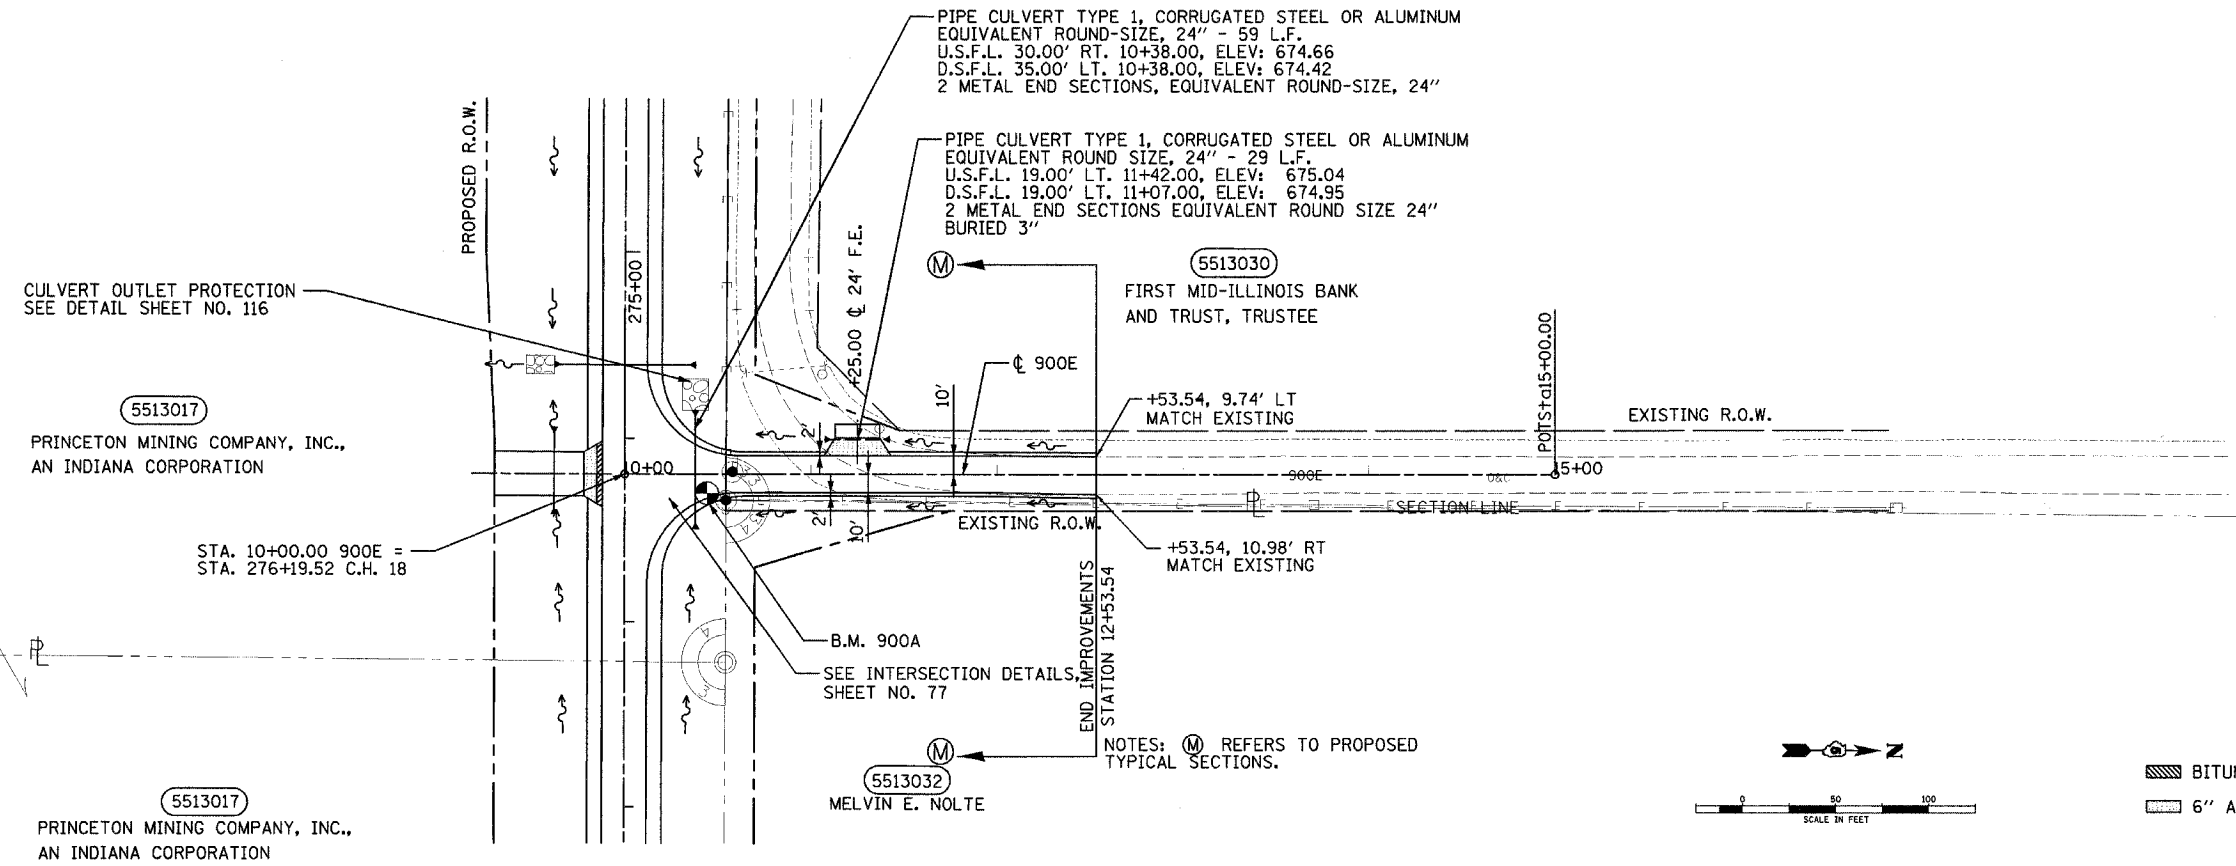 PIPE CULVERT TYPE 1, CORRUGATED STEEL OR ALUMINUM
EQUIVALENT ROUND-SIZE, 24" - 59 L.F.
U.S.F.L. 30.00' RT. 10+38.00, ELEV: 674.66
D.S.F.L. 35.00' LT. 10+38.00, ELEV: 674.42
2 METAL END SECTIONS, EQUIVALENT ROUND-SIZE, 24"
PIPE CULVERT TYPE 1, CORRUGATED STEEL OR ALUMINUM
EQUIVALENT ROUND SIZE, 24" - 29 L.F.
U.S.F.L. 19.00' LT. 11+42.00, ELEV: 675.04
D.S.F.L. 19.00' LT. 11+07.00, ELEV: 674.95
2 METAL END SECTIONS EQUIVALENT ROUND SIZE 24"
BURIED 3"
PROPOSED R.O.W.
275+00
+25.00 ℄ 24' F.E.
M
5513030
FIRST MID-ILLINOIS BANK
AND TRUST, TRUSTEE
CULVERT OUTLET PROTECTION
SEE DETAIL SHEET NO. 116
℄ 900E
10'
2'
+53.54, 9.74' LT
MATCH EXISTING
POTSta15+00.00
EXISTING R.O.W.
5513017
PRINCETON MINING COMPANY, INC.,
AN INDIANA CORPORATION
0+00
900E
O&C
5+00
3
4
2'
10'
EXISTING R.O.W.
PL
SECTION LINE
STA. 10+00.00 900E =
STA. 276+19.52 C.H. 18
+53.54, 10.98' RT
MATCH EXISTING
END IMPROVEMENTS
STATION 12+53.54
PL
B.M. 900A
4
3
SEE INTERSECTION DETAILS,
SHEET NO. 77
M
NOTES: M REFERS TO PROPOSED
TYPICAL SECTIONS.
5513032
MELVIN E. NOLTE
N
0 50 100
SCALE IN FEET
BITU
6" A
5513017
PRINCETON MINING COMPANY, INC.,
AN INDIANA CORPORATION